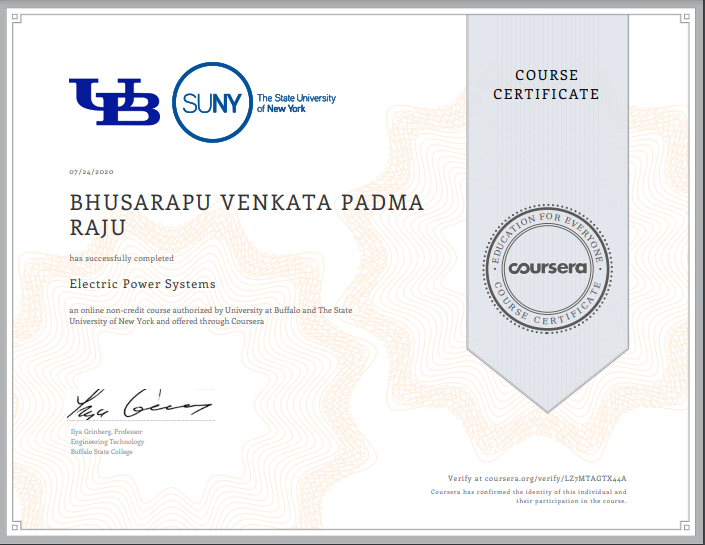 COURSE
CERTIFICATE
UB
SUNY
The State University
of New York
07/24/2020
BHUSARAPU VENKATA PADMA
RAJU
has successfully completed
Electric Power Systems
an online non-credit course authorized by University at Buffalo and The State
University of New York and offered through Coursera
EDUCATION FOR EVERYONE
coursera
COURSE CERTIFICATE
Ilya Grinberg, Professor
Engineering Technology
Buffalo State College
Verify at coursera.org/verify/LZ7MTAGTX44A
Coursera has confirmed the identity of this individual and
their participation in the course.